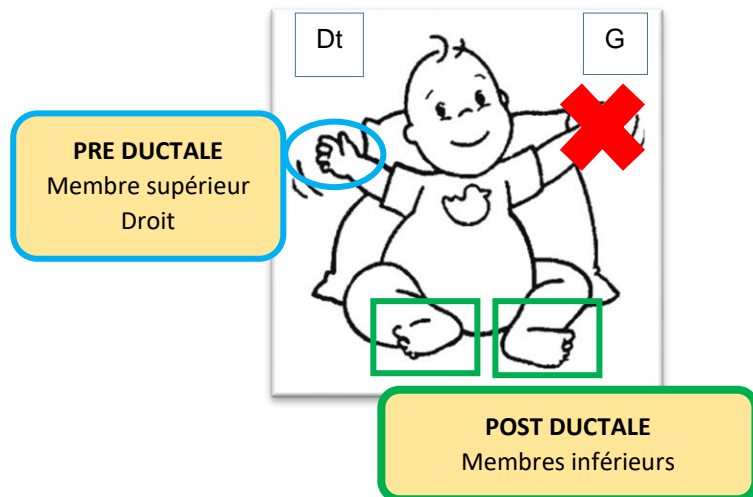 Dt
G
PRE DUCTALE
Membre supérieur
Droit
POST DUCTALE
Membres inférieurs